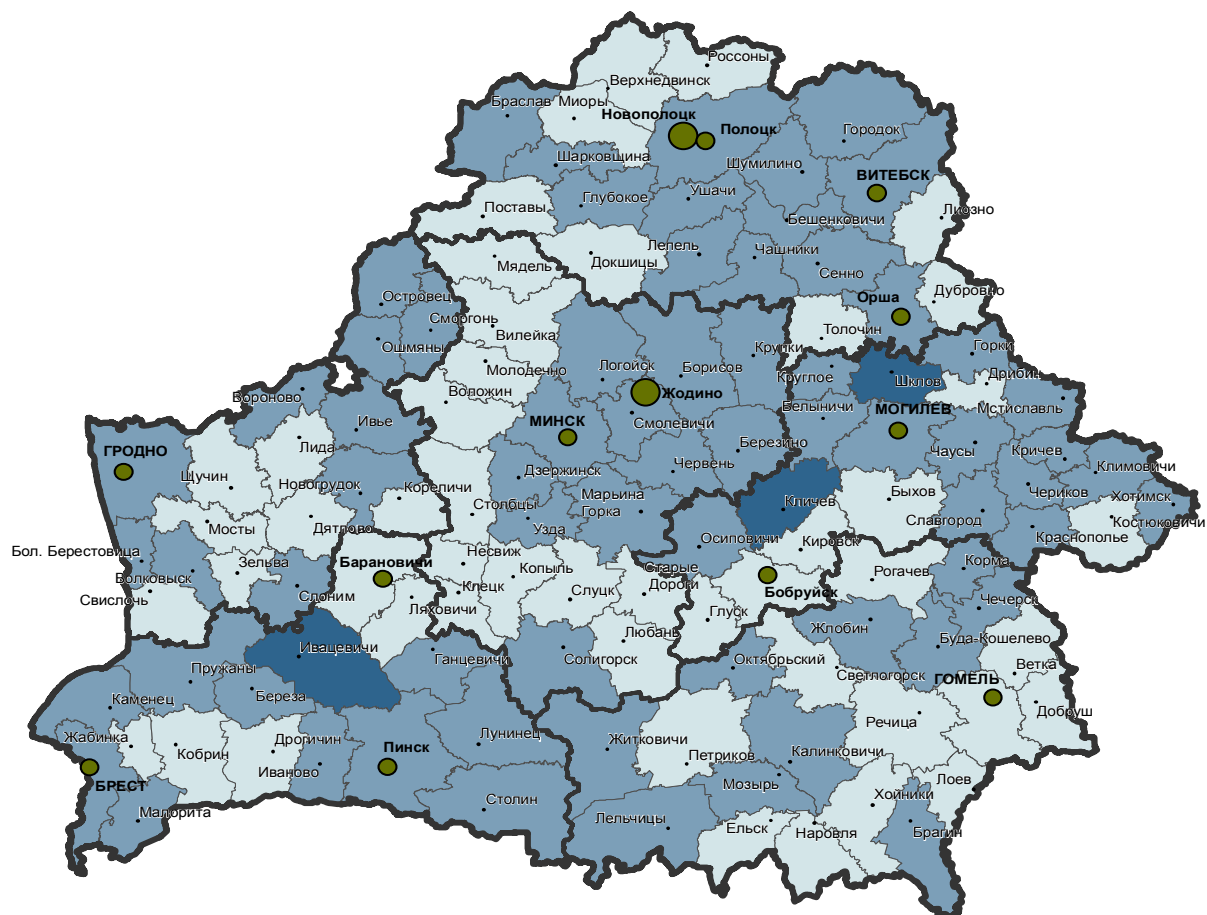 Россоны
Верхнедвинск
Браслав
Миоры
Новополоцк
Полоцк
Городок
Шарковщина
Шумилино
ВИТЕБСК
Глубокое
Ушачи
Поставы
Бешенковичи
Лиозно
Лепель
Чашники
Докшицы
Мядель
Сенно
Островец
Орша
Дубровно
Сморгонь
Вилейка
Толочин
Ошмяны
Крупки
Горки
Молодечно
Логойск
Борисов
Круглое
Шклов
Дрибин
Вороново
Воложин
Жодино
Белыничи
МОГИЛЕВ
Мстиславль
Ивье
МИНСК
Смолевичи
Березино
ГРОДНО
Лида
Чаусы
Кричев
Климовичи
Щучин
Новогрудок
Кореличи
Дзержинск
Червень
Марьина
Горка
Кличев
Быхов
Чериков
Хотимск
Столбцы
Мосты
Дятлово
Узда
Славгород
Костюковичи
Краснополье
Осиповичи
Кировск
Бол. Берестовица
Несвиж
Зельва
Барановичи
Волковыск
Копыль
Старые
Дороги
Рогачев
Корма
Свислочь
Слоним
Клецк
Слуцк
Бобруйск
Ляховичи
Глуск
Чечерск
Любань
Жлобин
Буда-Кошелево
Ивацевичи
Ганцевичи
Солигорск
Октябрьский
Ветка
Пружаны
Светлогорск
ГОМЕЛЬ
Каменец
Береза
Добруш
Речица
Жабинка
Дрогичин
Пинск
Лунинец
Житковичи
Кобрин
Петриков
Калинковичи
Иваново
Мозырь
Лоев
БРЕСТ
Столин
Хойники
Малорита
Лельчицы
Ельск
Наровля
Брагин